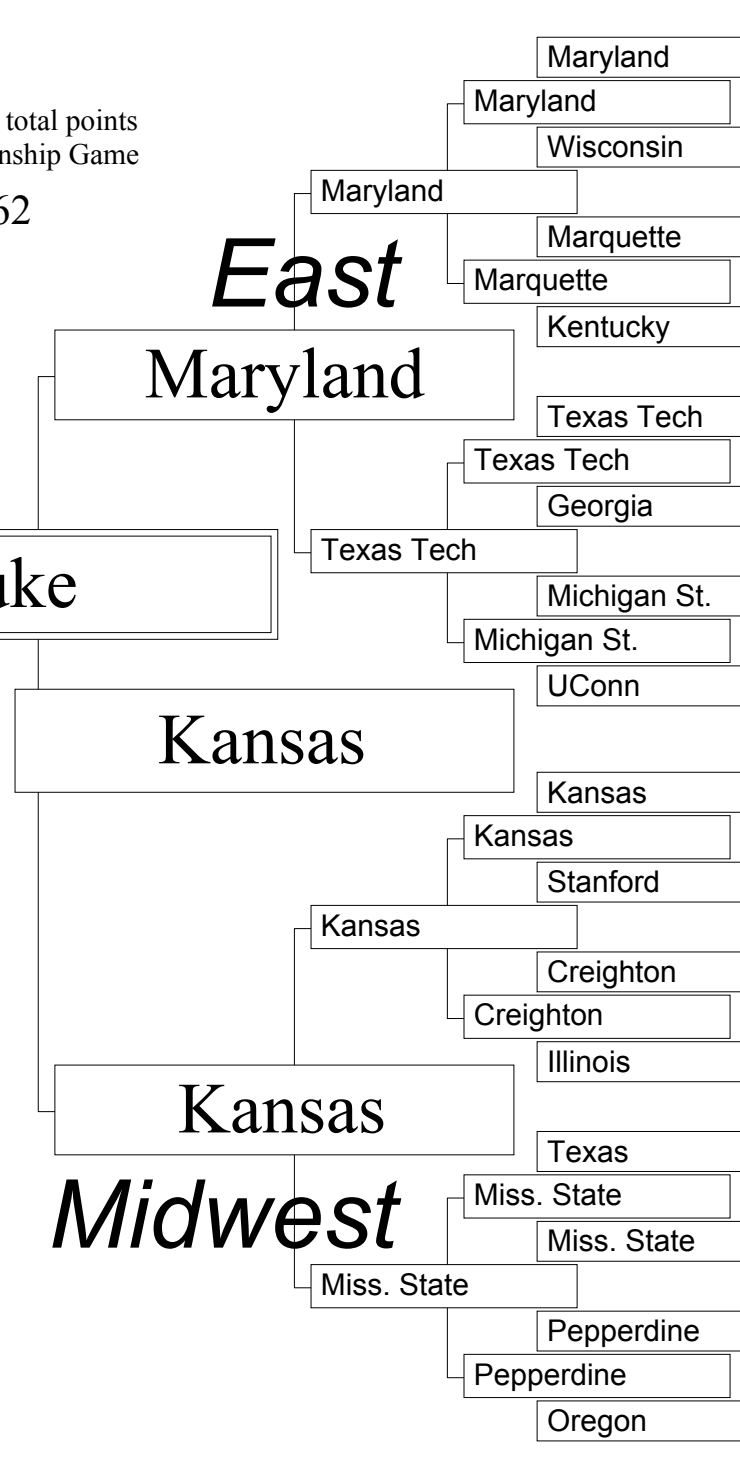 Maryland
Maryland
total points
nship Game
Wisconsin
Maryland
62
Marquette
East
Marquette
Kentucky
Maryland
Texas Tech
Texas Tech
Georgia
Texas Tech
uke
Michigan St.
Michigan St.
UConn
Kansas
Kansas
Kansas
Stanford
Kansas
Creighton
Creighton
Illinois
Kansas
Texas
Miss. State
Midwest
Miss. State
Miss. State
Pepperdine
Pepperdine
Oregon